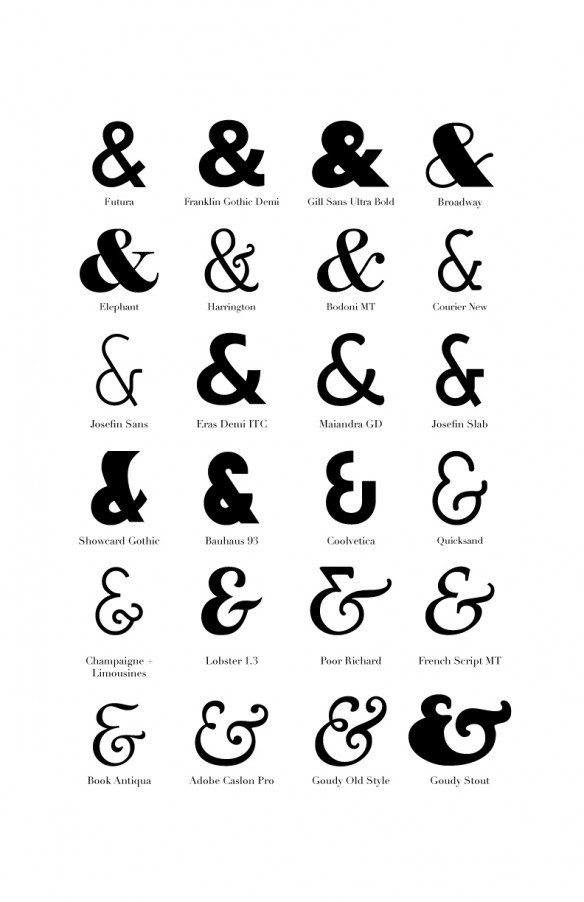 & & & &
Futura Franklin Gothic Demi Gill Sans Ultra Bold Broadway
& & & &
Elephant Harrington Bodoni MT Courier New
& & & &
Josefin Sans Eras Demi ITC Maiandra GD Josefin Slab
& & & &
Showcard Gothic Bauhaus 93 Coolvetica Quicksand
& & & &
Champaigne + Lobster 1.3 Poor Richard French Script MT
Limousines
& & & &
Book Antiqua Adobe Caslon Pro Goudy Old Style Goudy Stout